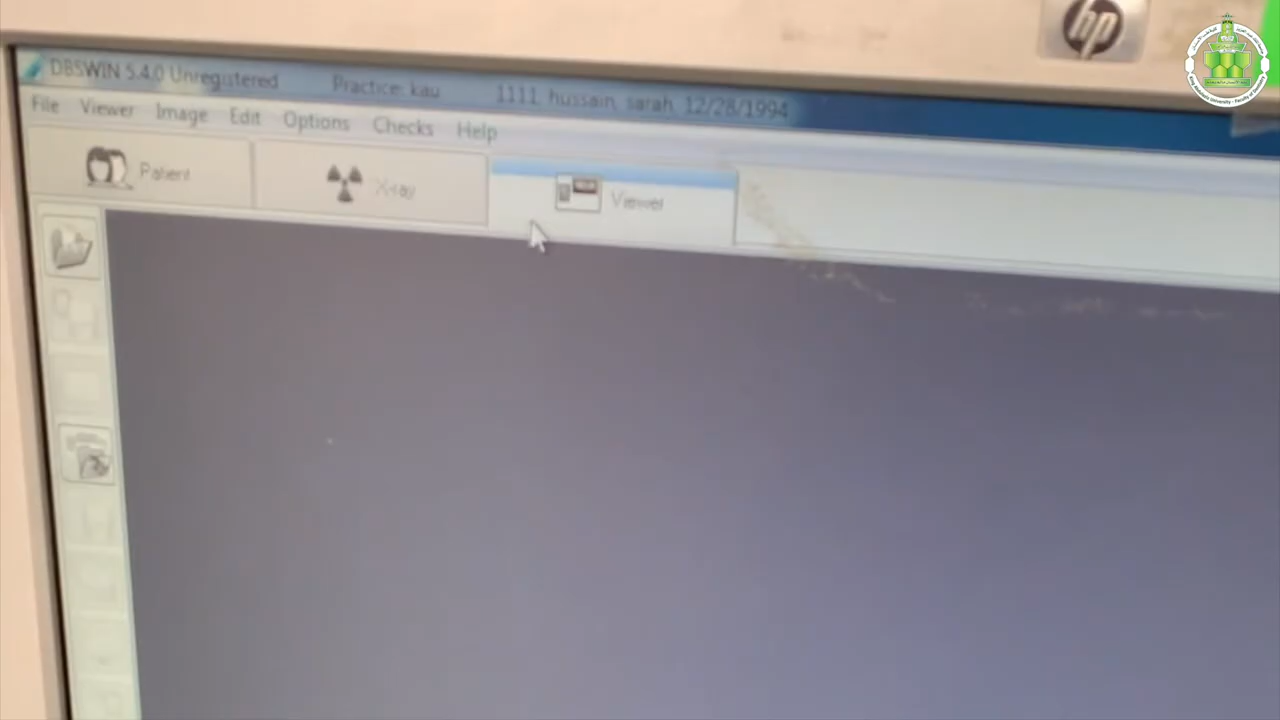 hp
DBSWIN 5.4.0 Unregistered Practice: kau 1111, hussain, sarah, 12/28/1994
File Viewer Image Edit Options Checks Help
Patient X-ray Viewer